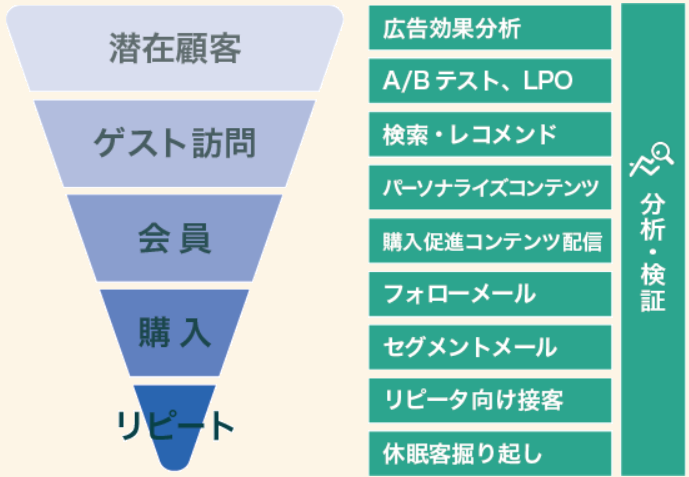 潜在顧客
ゲスト訪問
会員
購入
リピート
広告効果分析
A/Bテスト、LPO
検索・レコメンド
パーソナライズコンテンツ
購入促進コンテンツ配信
フォローメール
セグメントメール
リピータ向け接客
休眠客掘り起し
分析・検証